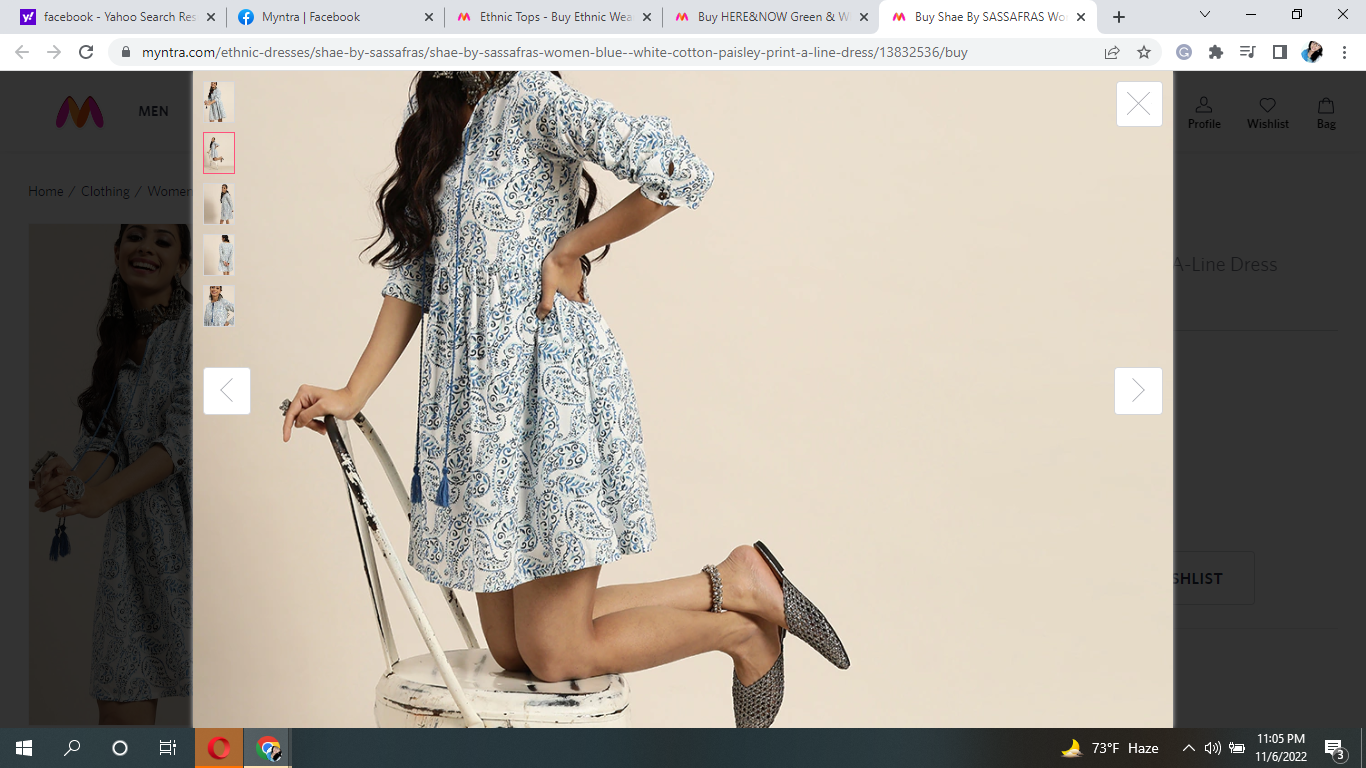 facebook - Yahoo Search Res
Myntra | Facebook
Ethnic Tops - Buy Ethnic Wea
Buy HERE&NOW Green & W
Buy Shae By SASSAFRAS Wo
myntra.com/ethnic-dresses/shae-by-sassafras/shae-by-sassafras-women-blue--white-cotton-paisley-print-a-line-dress/13832536/buy
MEN
Profile
Wishlist
Bag
Home / Clothing / Women
A-Line Dress
SHLIST
73°F Haze
11:05 PM
11/6/2022
3